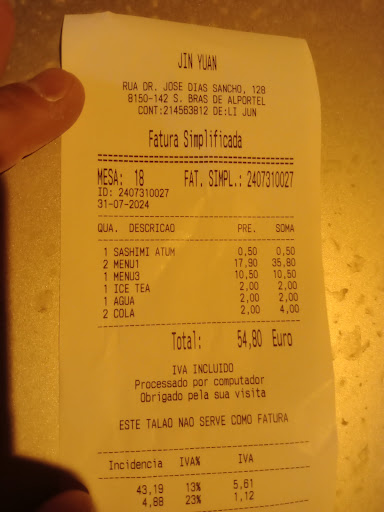 JIN YUAN
RUA DR. JOSE DIAS SANCHO, 128
8150-142 S. BRAS DE ALPORTEL
CONT:214563812 DE:LI JUN
Fatura Simplificada
MESA: 18 FAT. SIMPL.: 2407310027
ID: 2407310027
31-07-2024
QUA. DESCRICAO PRE. SOMA
1 SASHIMI ATUM 0,50 0,50
2 MENU1 17,90 35,80
1 MENU3 10,50 10,50
1 ICE TEA 2,00 2,00
1 AGUA 2,00 2,00
2 COLA 2,00 4,00
Total: 54,80 Euro
IVA INCLUIDO
Processado por computador
Obrigado pela sua visita
ESTE TALAO NAO SERVE COMO FATURA
Incidencia IVA% IVA
43,19 13% 5,61
4,88 23% 1,12